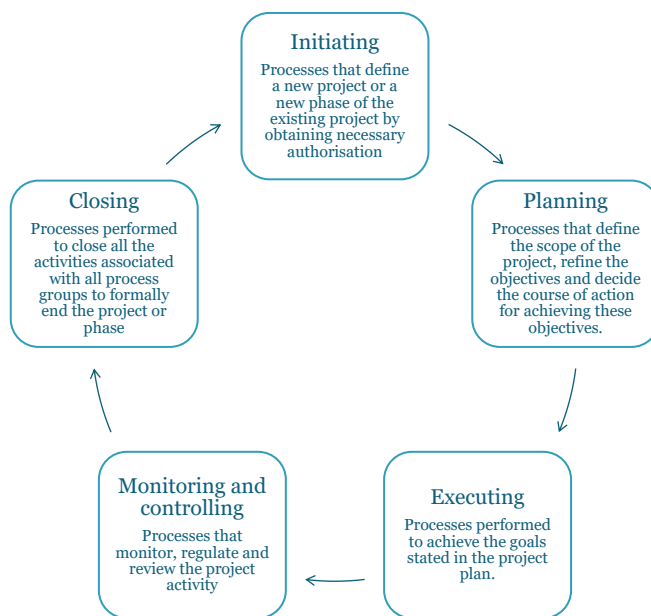 Initiating
Processes that define
a new project or a
new phase of the
existing project by
obtaining necessary
authorisation
Planning
Processes that define
the scope of the
project, refine the
objectives and decide
the course of action
for achieving these
objectives.
Executing
Processes performed
to achieve the goals
stated in the project
plan.
Monitoring and
controlling
Processes that
monitor, regulate and
review the project
activity
Closing
Processes performed
to close all the
activities associated
with all process
groups to formally
end the project or
phase